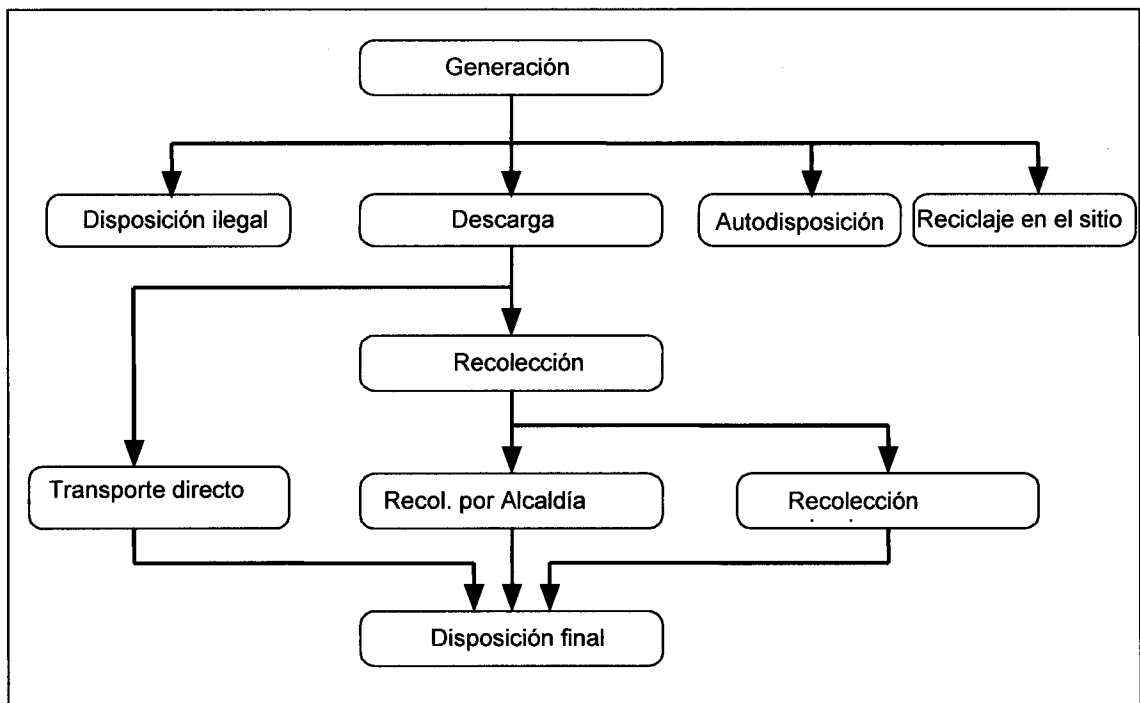 Generación
Disposición ilegal
Descarga
Autodisposición
Reciclaje en el sitio
Recolección
Transporte directo
Recol. por Alcaldía
Recolección
Disposición final